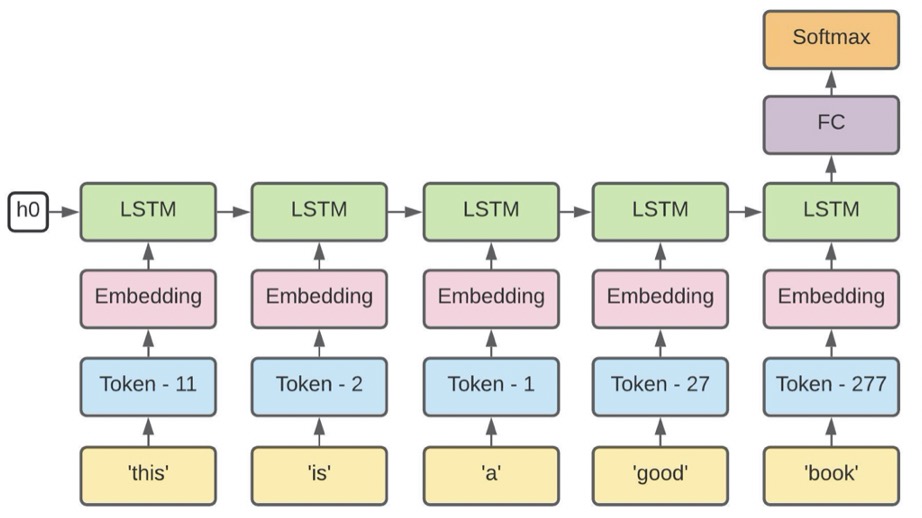 Softmax
FC
h0
LSTM
LSTM
LSTM
LSTM
LSTM
Embedding
Embedding
Embedding
Embedding
Embedding
Token - 11
Token - 2
Token - 1
Token - 27
Token - 277
'this'
'is'
'a'
'good'
'book'